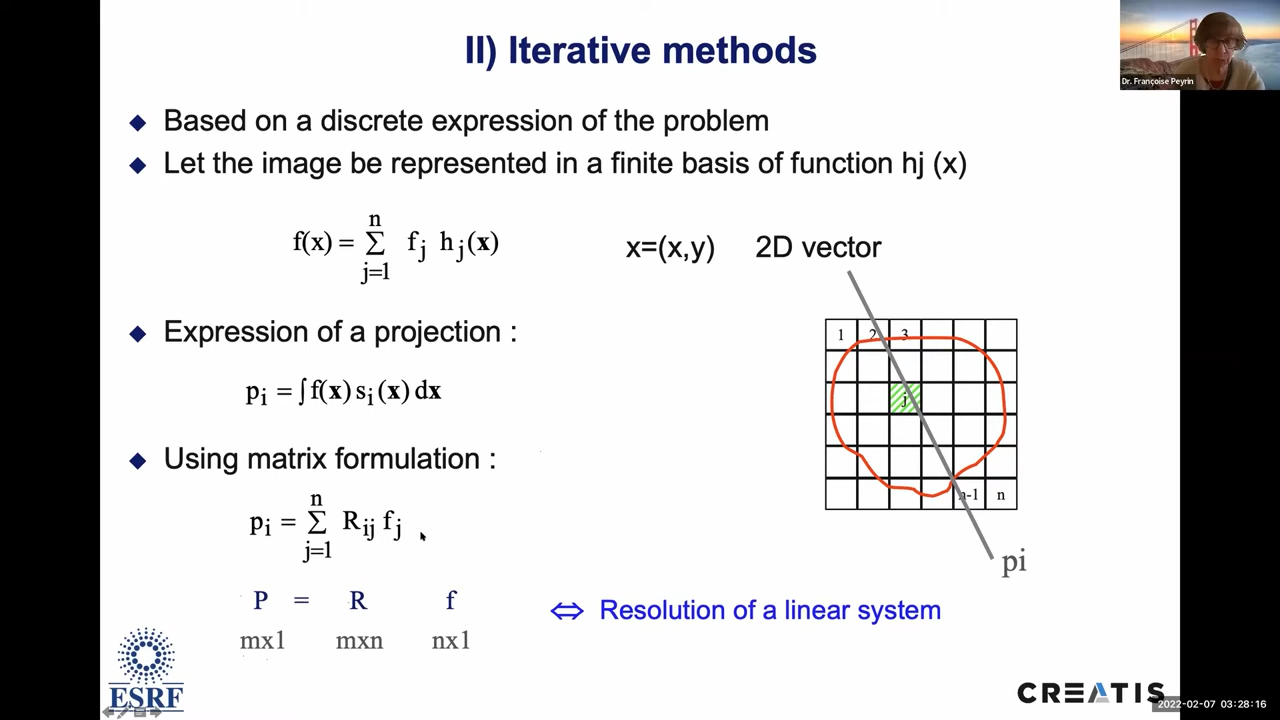 II) Iterative methods
Dr. Françoise Peyrin
Based on a discrete expression of the problem
Let the image be represented in a finite basis of function hj (x)
f(x) = n Σ j=1 fj hj(x)
x=(x,y) 2D vector
Expression of a projection :
pi = ∫f(x) si(x) dx
1 2 3
j
n-1 n
pi
Using matrix formulation :
pi = n Σ j=1 Rij fj
P = R f
mx1 mxn nx1
⇔ Resolution of a linear system
ESRF
CREATIS
2022-02-07 03:28:16